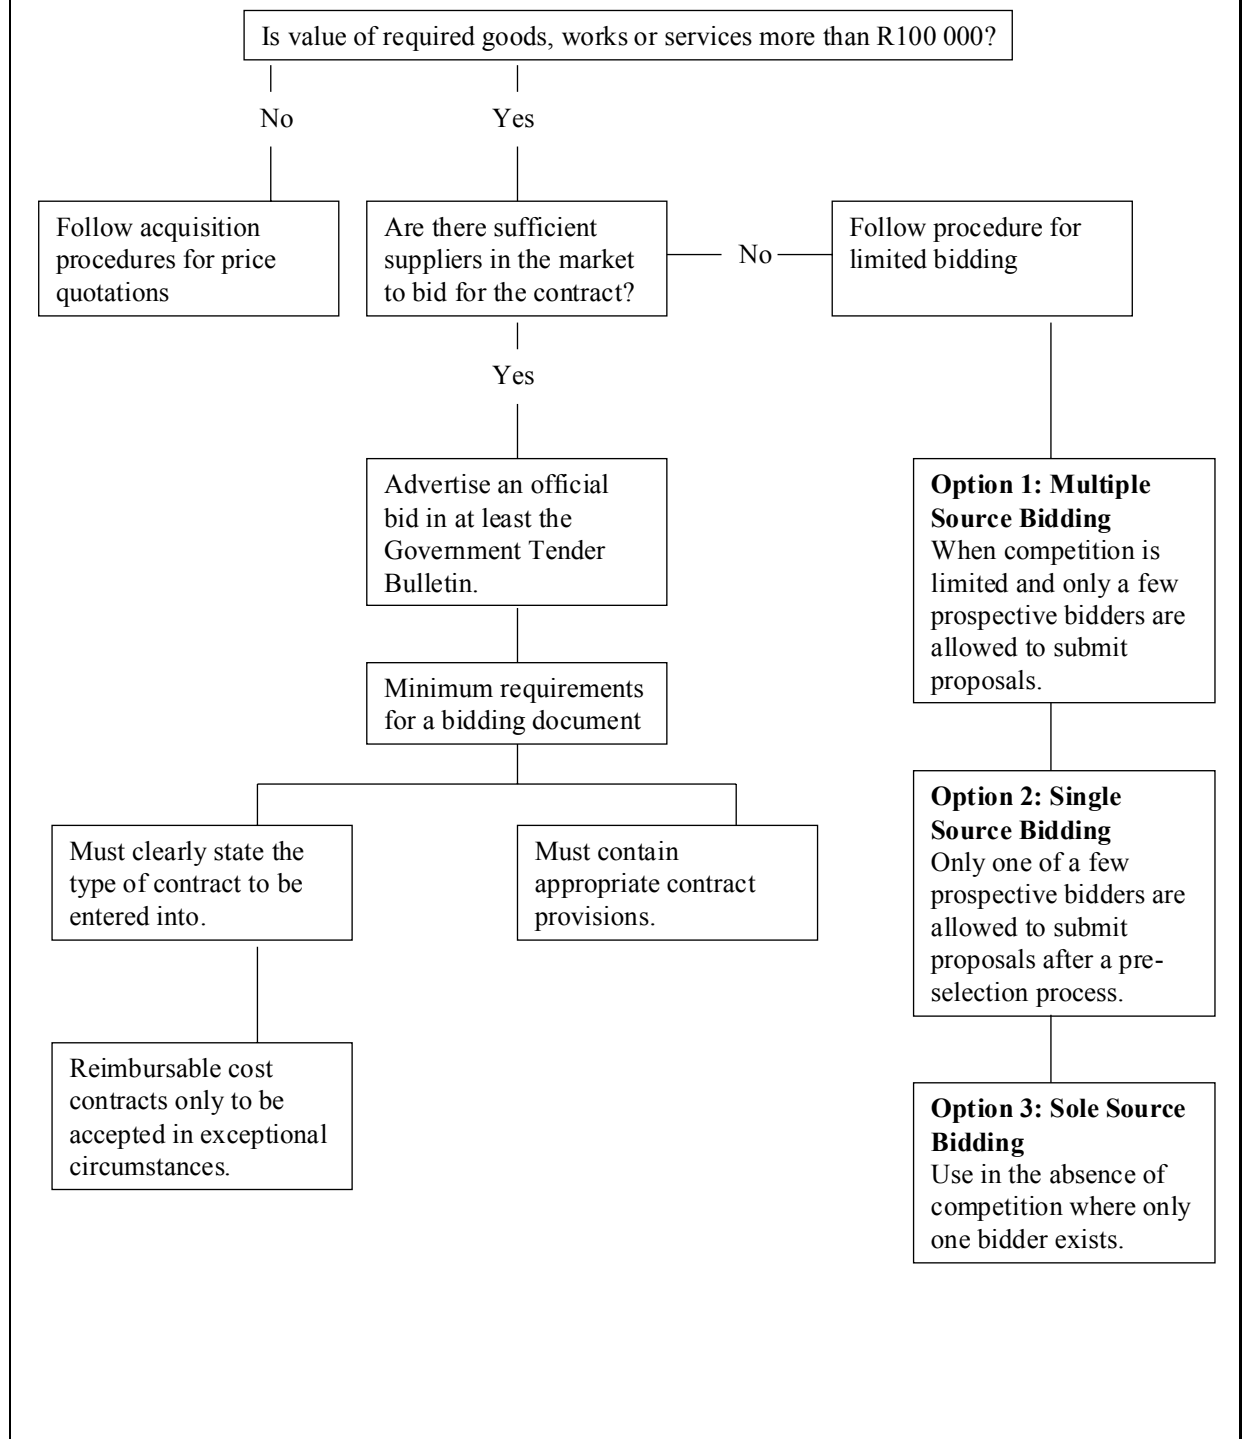 Is value of required goods, works or services more than R100 000?
No
Yes
Follow acquisition
procedures for price
quotations
Are there sufficient
suppliers in the market
to bid for the contract?
No
Follow procedure for
limited bidding
Yes
Advertise an official
bid in at least the
Government Tender
Bulletin.
Minimum requirements
for a bidding document
Must clearly state the
type of contract to be
entered into.
Must contain
appropriate contract
provisions.
Reimbursable cost
contracts only to be
accepted in exceptional
circumstances.
Option 1: Multiple
Source Bidding
When competition is
limited and only a few
prospective bidders are
allowed to submit
proposals.
Option 2: Single
Source Bidding
Only one of a few
prospective bidders are
allowed to submit
proposals after a pre-
selection process.
Option 3: Sole Source
Bidding
Use in the absence of
competition where only
one bidder exists.